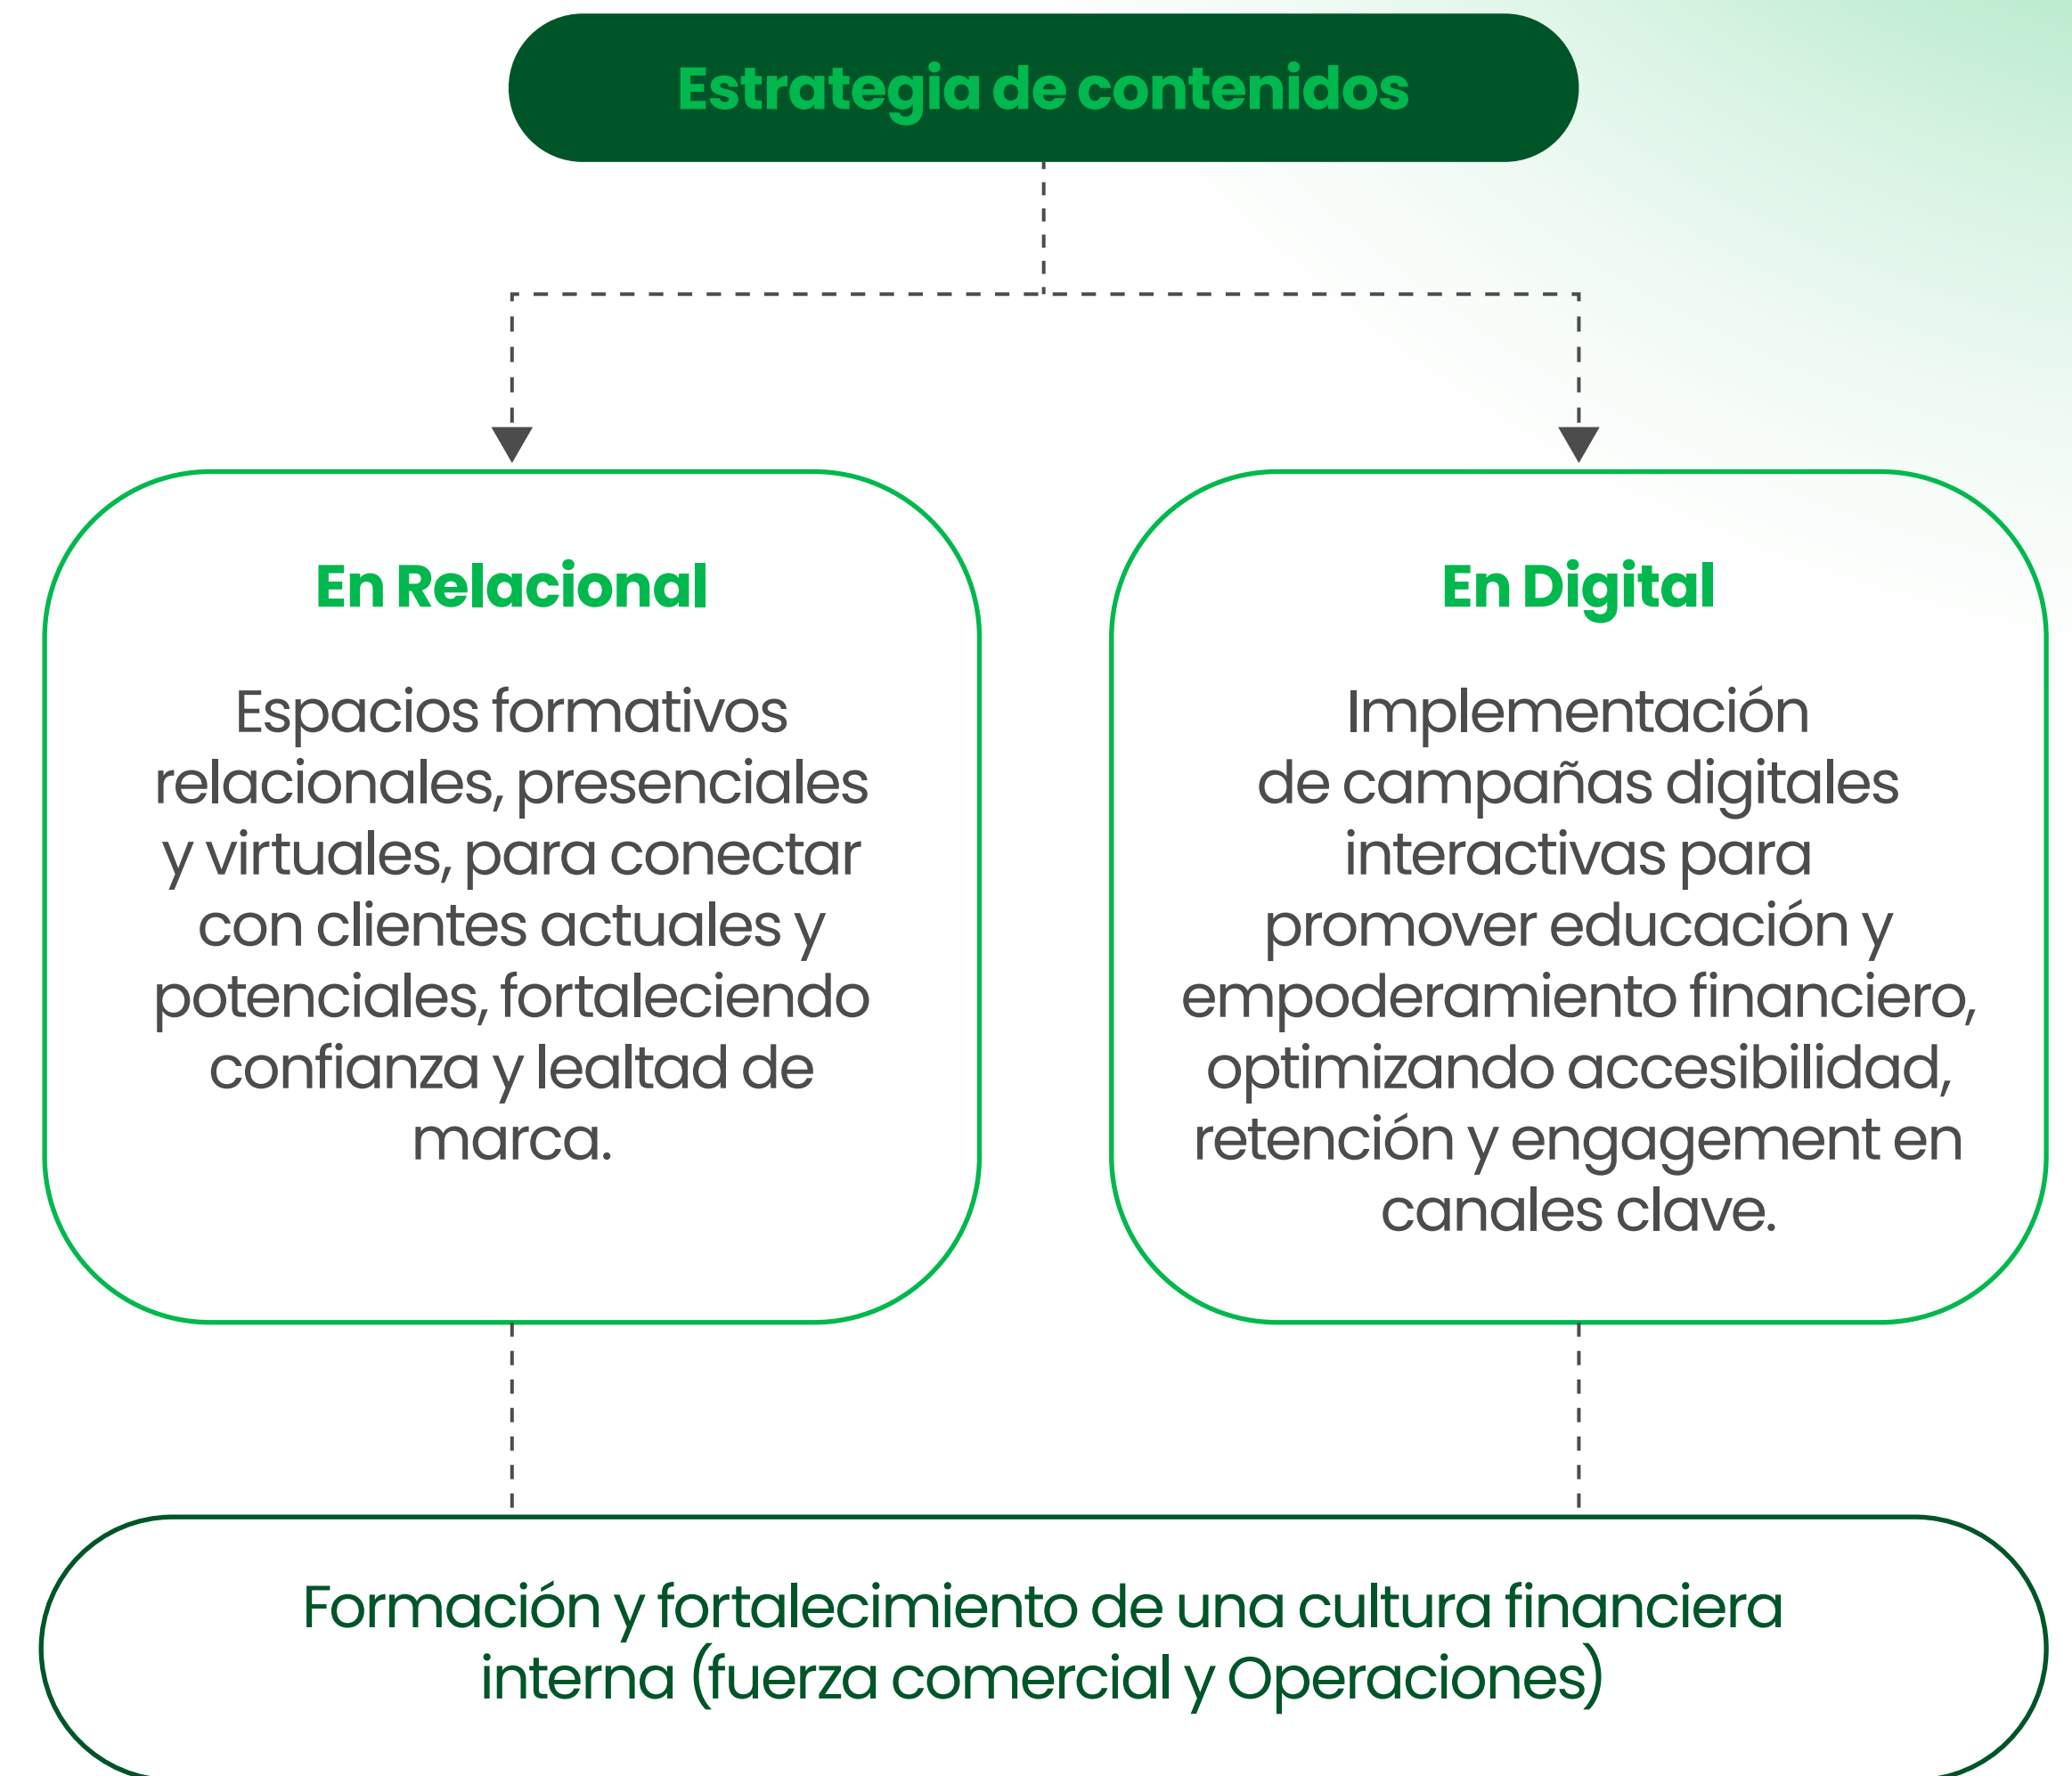 Estrategia de contenidos
En Relacional
Espacios formativos
relacionales, presenciales
y virtuales, para conectar
con clientes actuales y
potenciales, fortaleciendo
confianza y lealtad de
marca.
En Digital
Implementación
de campañas digitales
interactivas para
promover educación y
empoderamiento financiero,
optimizando accesibilidad,
retención y engagement en
canales clave.
Formación y fortalecimiento de una cultura financiera
interna (fuerza comercial y Operaciones)